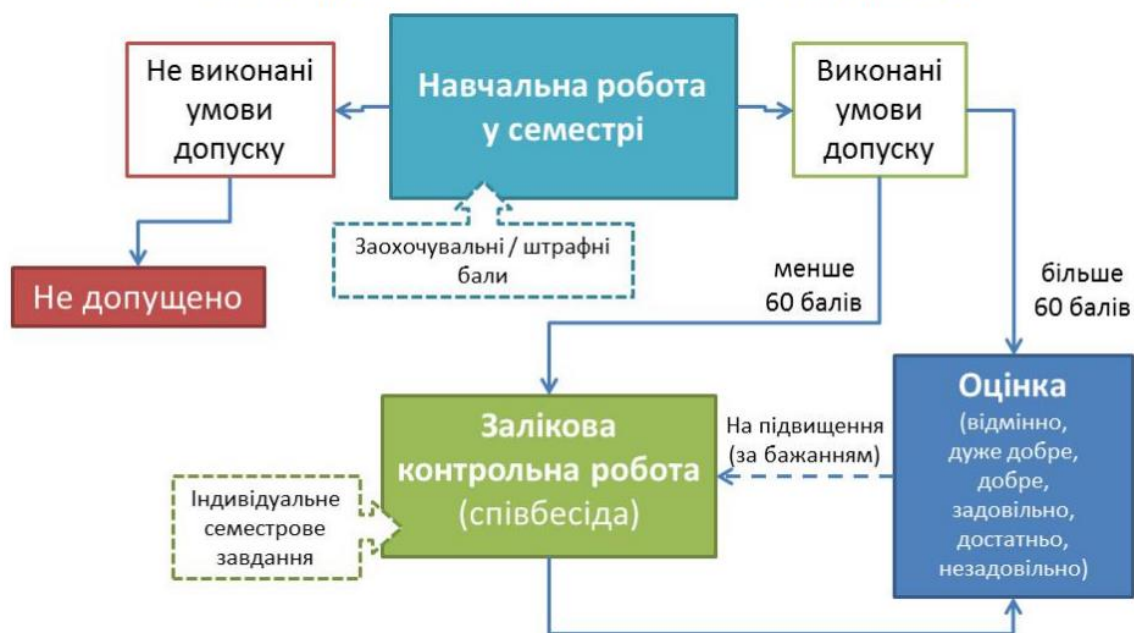 Не виконані
умови
допуску
Навчальна робота
у семестрі
Виконані
умови
допуску
Заохочувальні / штрафні
бали
Не допущено
менше
60 балів
більше
60 балів
Залікова
контрольна робота
(співбесіда)
На підвищення
(за бажанням)
Оцінка
(відмінно,
дуже добре,
добре,
задовільно,
достатньо,
незадовільно)
Індивідуальне
семестрове
завдання